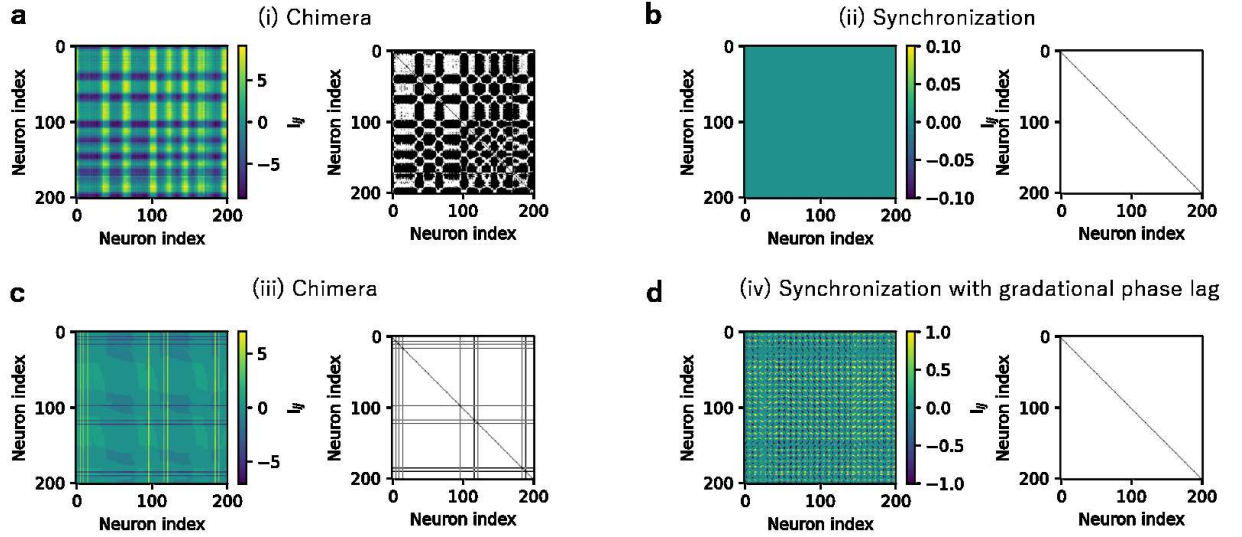 a
(i) Chimera
0
100
200
Neuron index
0
100
200
Neuron index
5
0
−5
I_ij
0
100
200
Neuron index
0
100
200
Neuron index
b
(ii) Synchronization
0
100
200
Neuron index
0
100
200
Neuron index
0.10
0.05
0.00
−0.05
−0.10
I_ij
0
100
200
Neuron index
0
100
200
Neuron index
c
(iii) Chimera
0
100
200
Neuron index
0
100
200
Neuron index
5
0
−5
I_ij
0
100
200
Neuron index
0
100
200
Neuron index
d
(iv) Synchronization with gradational phase lag
0
100
200
Neuron index
0
100
200
Neuron index
1.0
0.5
0.0
−0.5
−1.0
I_ij
0
100
200
Neuron index
0
100
200
Neuron index